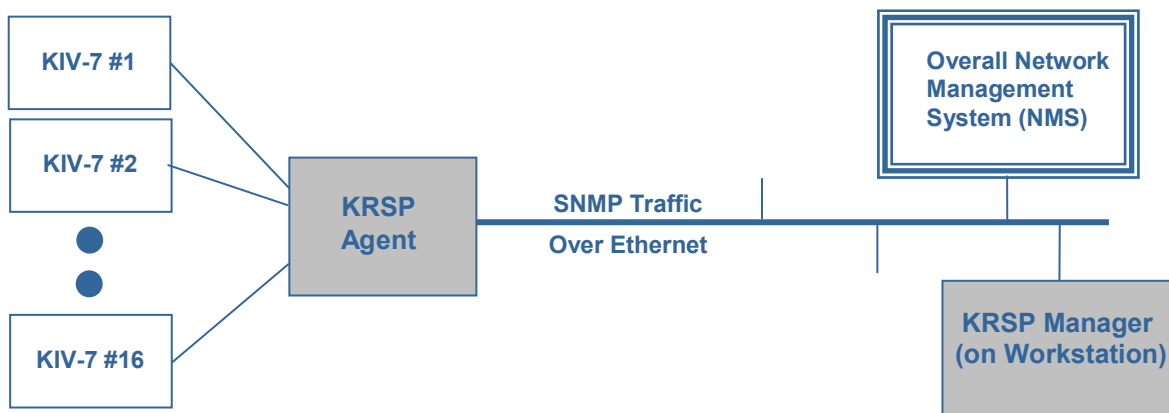 KIV-7 #1
KIV-7 #2
KIV-7 #16
KRSP
Agent
SNMP Traffic
Over Ethernet
Overall Network
Management
System (NMS)
KRSP Manager
(on Workstation)